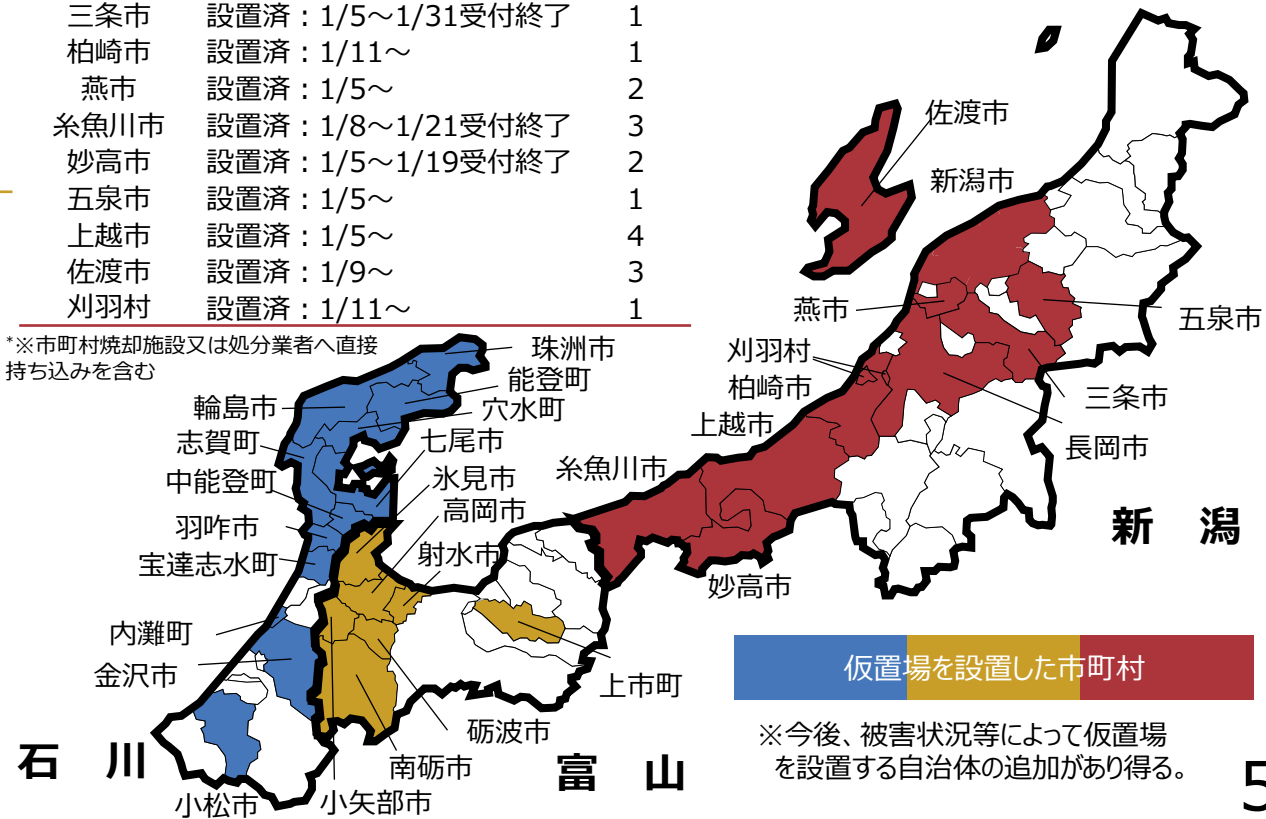 三条市 設置済：1/5～1/31受付終了 1
柏崎市 設置済：1/11～ 1
燕市 設置済：1/5～ 2
糸魚川市 設置済：1/8～1/21受付終了 3
妙高市 設置済：1/5～1/19受付終了 2
五泉市 設置済：1/5～ 1
上越市 設置済：1/5～ 4
佐渡市 設置済：1/9～ 3
刈羽村 設置済：1/11～ 1
*※市町村焼却施設又は処分業者へ直接
持ち込みを含む
佐渡市
新潟市
燕市
五泉市
刈羽村
柏崎市
三条市
上越市
長岡市
糸魚川市
妙高市
新 潟
珠洲市
能登町
輪島市
穴水町
志賀町
七尾市
中能登町
氷見市
高岡市
羽咋市
射水市
宝達志水町
内灘町
金沢市
上市町
砺波市
南砺市
小松市
小矢部市
石 川
富 山
仮置場を設置した市町村
※今後、被害状況等によって仮置場
を設置する自治体の追加があり得る。
5